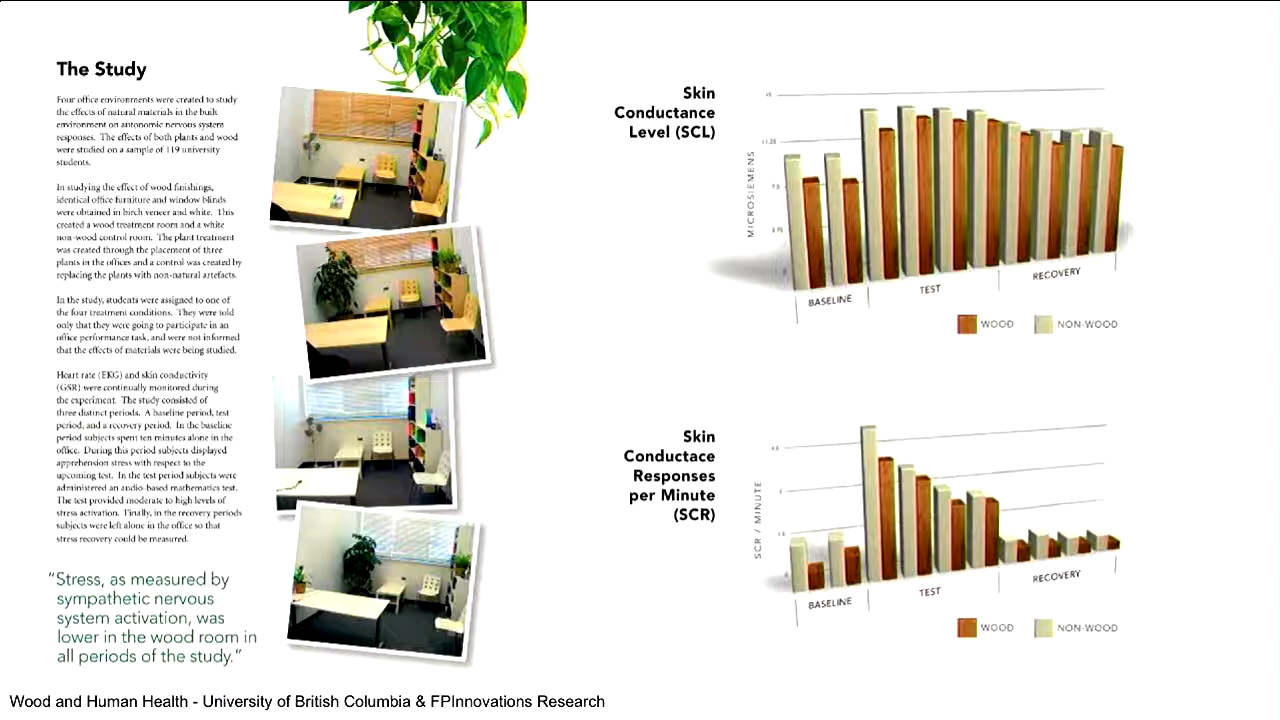 The Study
Four office environments were created to study
the effects of natural materials in the built
environment on autonomic nervous system
responses. The effects of both plants and wood
were studied on a sample of 119 university
students.
In studying the effect of wood finishings,
identical office furniture and window blinds
were obtained in birch veneer and white. This
created a wood treatment room and a white
non-wood control room. The plant treatment
was created through the placement of three
plants in the offices and a control was created by
replacing the plants with non-natural artefacts.
In the study, students were assigned to one of
the four treatment conditions. They were told
only that they were going to participate in an
office performance task, and were not informed
that the effects of materials were being studied.
Heart rate (EKG) and skin conductivity
(GSR) were continually monitored during
the experiment. The study consisted of
three distinct periods. A baseline period, test
period, and a recovery period. In the baseline
period subjects spent ten minutes alone in the
office. During this period subjects displayed
apprehension stress with respect to the
upcoming test. In the test period subjects were
administered an audio-based mathematics test.
The test provided moderate to high levels of
stress activation. Finally, in the recovery periods
subjects were left alone in the office so that
stress recovery could be measured.
"Stress, as measured by
sympathetic nervous
system activation, was
lower in the wood room in
all periods of the study."
Skin
Conductance
Level (SCL)
MICROSIEMENS
15
11.25
7.5
3.75
0
BASELINE
TEST
RECOVERY
WOOD
NON-WOOD
Skin
Conductace
Responses
per Minute
(SCR)
SCR / MINUTE
BASELINE
TEST
RECOVERY
WOOD
NON-WOOD
Wood and Human Health - University of British Columbia & FPInnovations Research